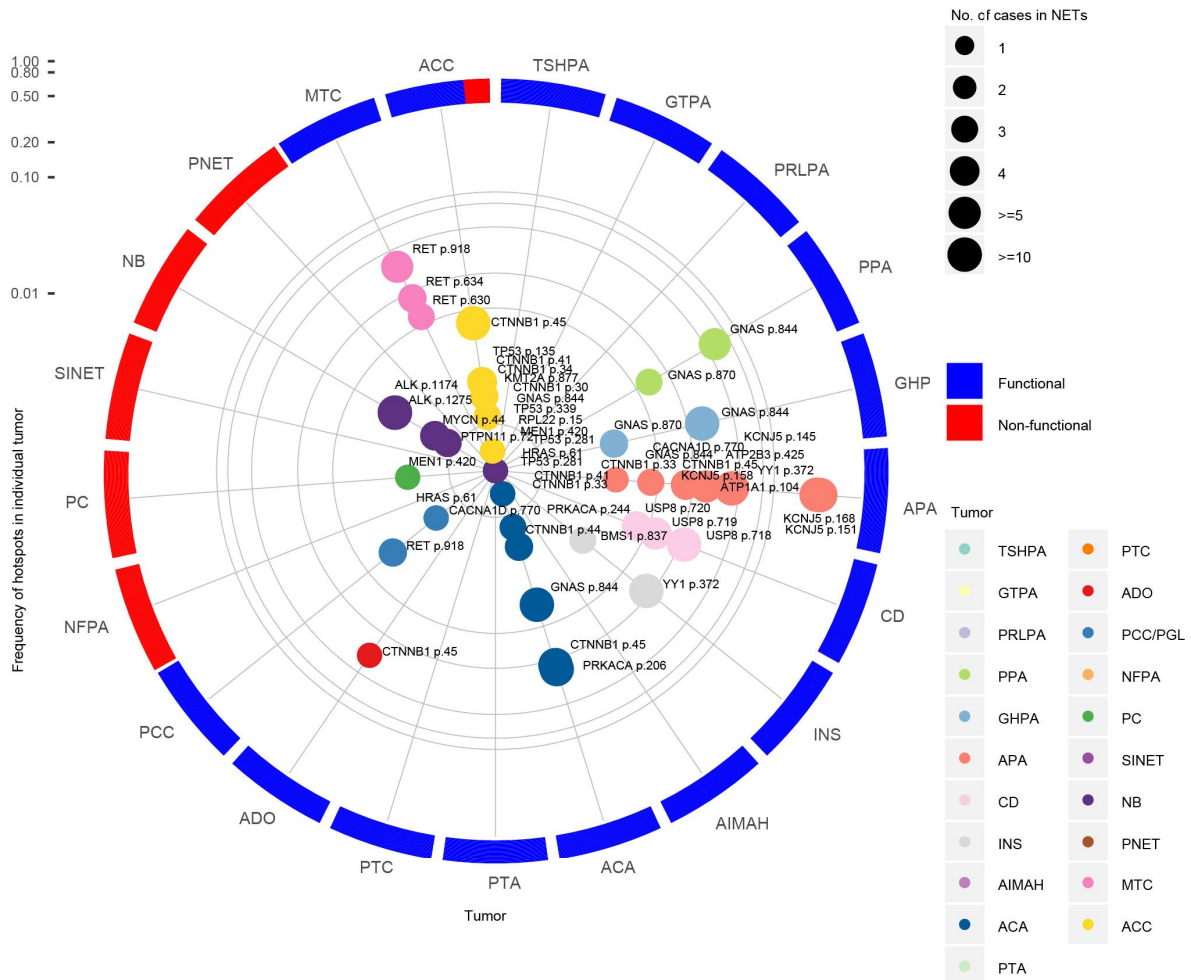 No. of cases in NETs
1
2
3
4
>=5
>=10
Functional
Non-functional
Tumor
TSHPA
PTC
GTPA
ADO
PRLPA
PCC/PGL
PPA
NFPA
GHPA
PC
APA
SINET
CD
NB
INS
PNET
AIMAH
MTC
ACA
ACC
PTA
1.00
0.80
0.50
0.20
0.10
0.01
Frequency of hotspots in individual tumor
Tumor
ACC
TSHPA
MTC
GTPA
PNET
PRLPA
NB
PPA
SINET
GHP
PC
APA
NFPA
CD
PCC
INS
ADO
AIMAH
PTC
PTA
ACA
RET p.918
RET p.634
RET p.630
CTNNB1 p.45
TP53 p.135
CTNNB1 p.41
CTNNB1 p.34
KMT2A p.877
CTNNB1 p.30
GNAS p.844
TP53 p.339
RPL22 p.15
MEN1 p.420
TP53 p.281
HRAS p.61
TP53 p.281
ALK p.1174
ALK p.1275
MYCN p.44
PTPN11 p.72
MEN1 p.420
HRAS p.61
CACNA1D p.770
RET p.918
CTNNB1 p.45
GNAS p.844
GNAS p.870
GNAS p.844
GNAS p.870
KCNJ5 p.145
CACNA1D p.770
GNAS p.844
ATP2B3 p.425
CTNNB1 p.33
CTNNB1 p.45
YY1 p.372
CTNNB1 p.41
KCNJ5 p.158
CTNNB1 p.33
ATP1A1 p.104
KCNJ5 p.168
KCNJ5 p.151
PRKACA p.244
USP8 p.720
USP8 p.719
USP8 p.718
CTNNB1 p.44
BMS1 p.837
YY1 p.372
GNAS p.844
CTNNB1 p.45
PRKACA p.206